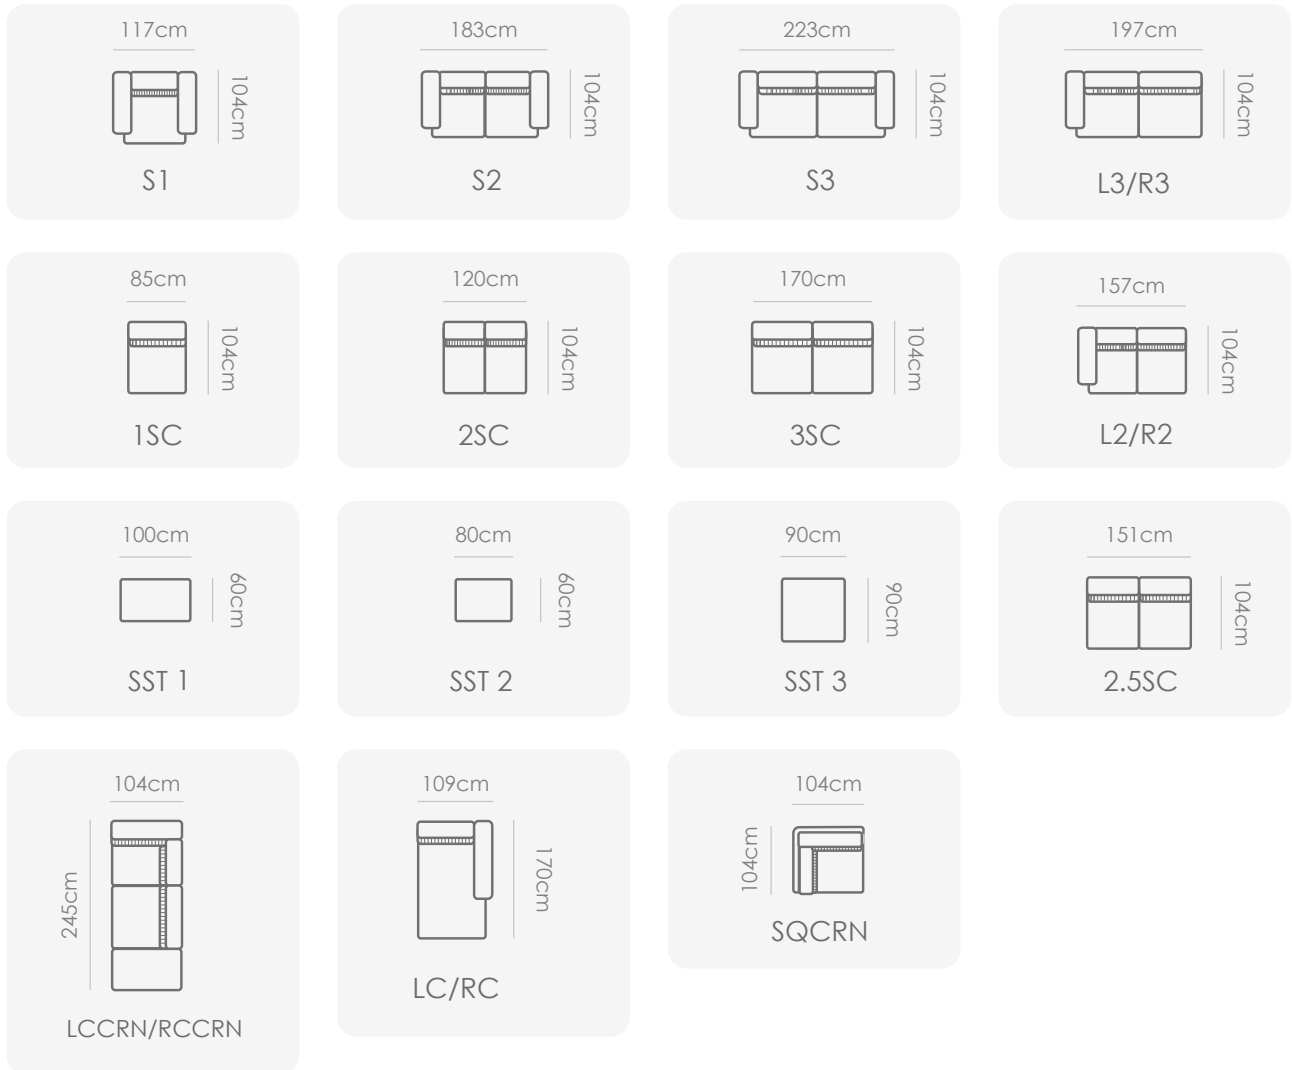 117cm
104cm
S1
183cm
104cm
S2
223cm
104cm
S3
197cm
104cm
L3/R3
85cm
104cm
1SC
120cm
104cm
2SC
170cm
104cm
3SC
157cm
104cm
L2/R2
100cm
60cm
SST 1
80cm
60cm
SST 2
90cm
90cm
SST 3
151cm
104cm
2.5SC
104cm
245cm
LCCRN/RCCRN
109cm
170cm
LC/RC
104cm
104cm
SQCRN